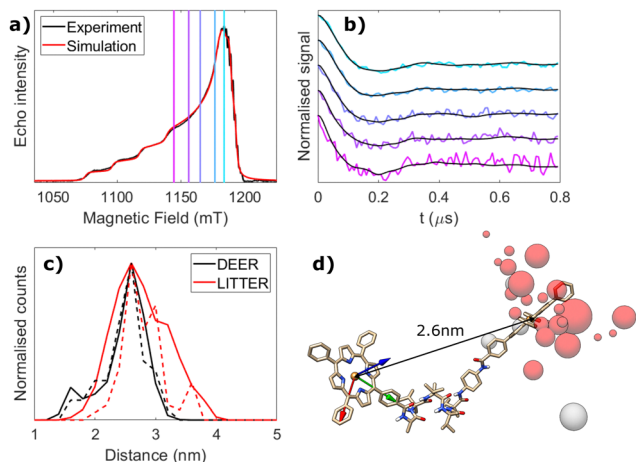 a)
Experiment
Simulation
Echo intensity
1050 1100 1150 1200
Magnetic Field (mT)
b)
Normalised signal
0 0.2 0.4 0.6 0.8
t (μs)
c)
DEER
LITTER
Normalised counts
1 2 3 4 5
Distance (nm)
d)
2.6nm